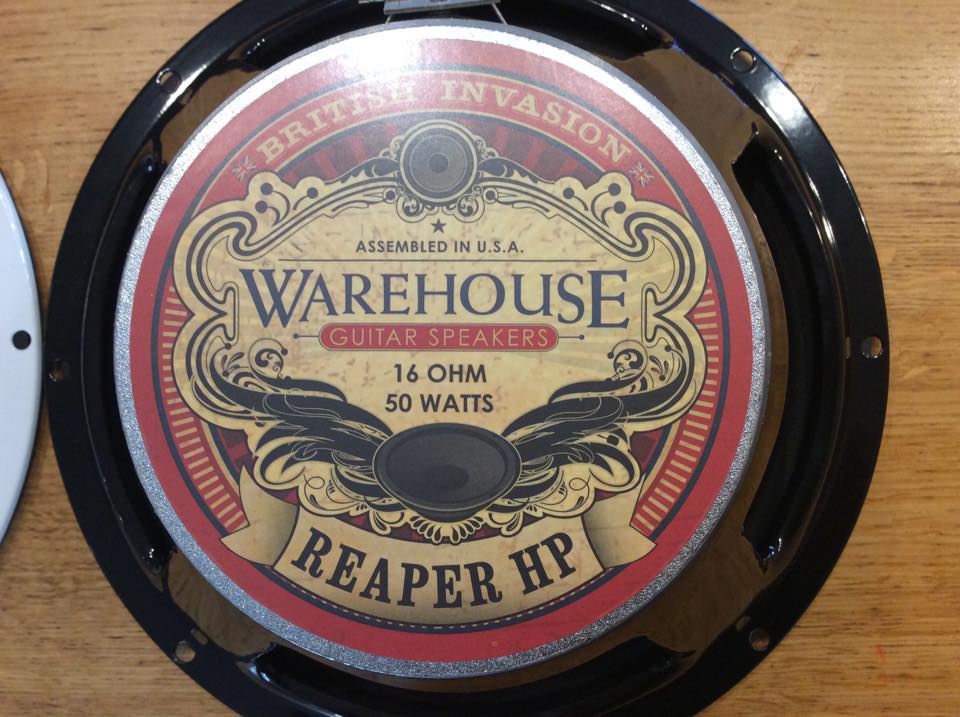 BRITISH INVASION
ASSEMBLED IN U.S.A.
WAREHOUSE
GUITAR SPEAKERS
16 OHM
50 WATTS
REAPER HP